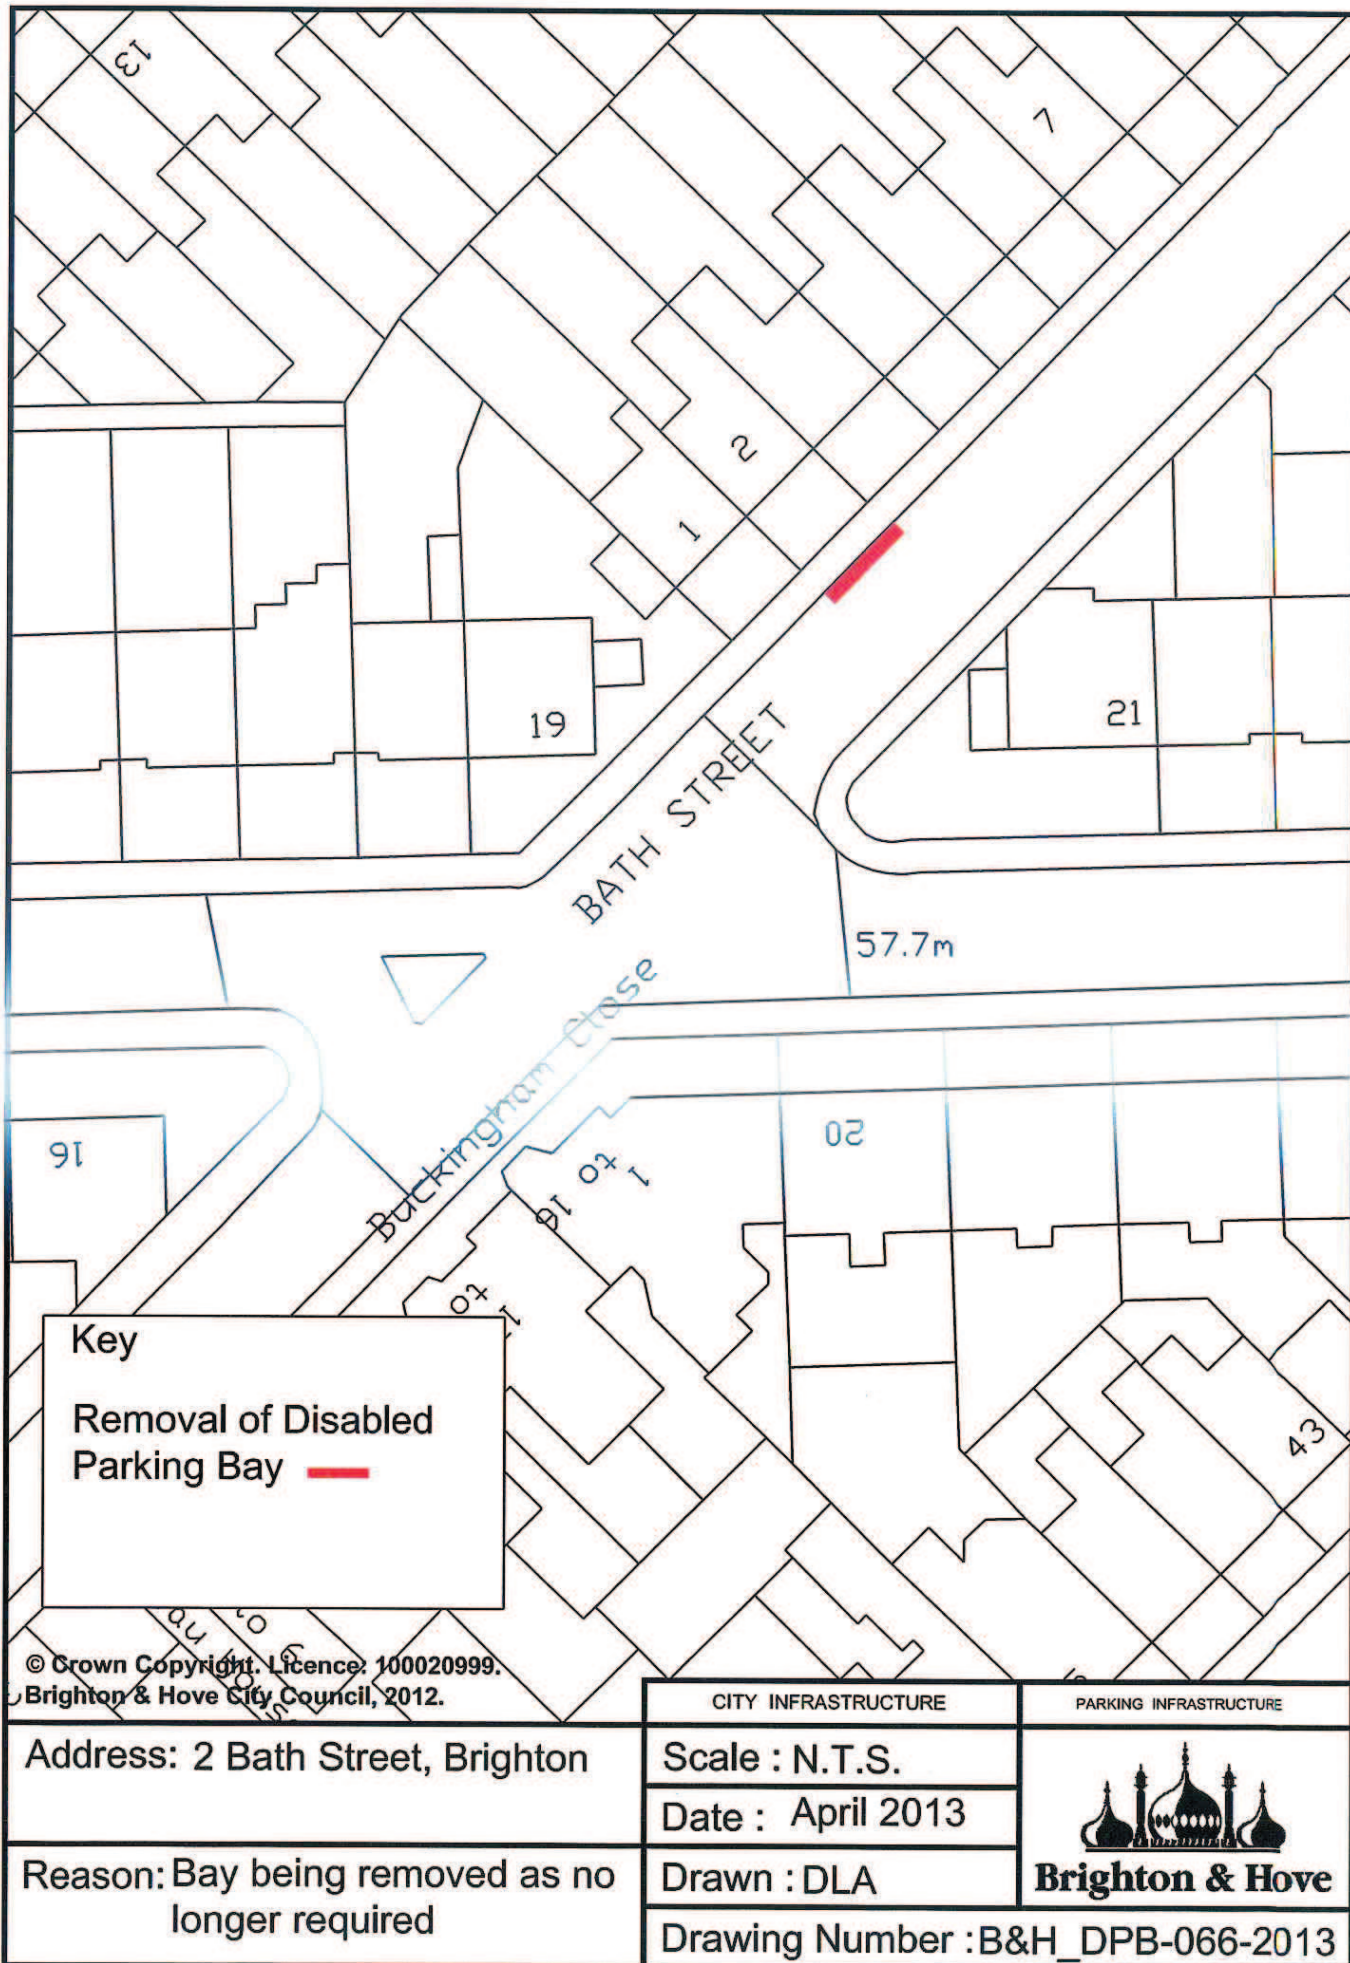 13
7
2
1
19
21
BATH STREET
57.7m
Buckingham Close
16
20
1
to
16
to
43
Key
Removal of Disabled
Parking Bay
© Crown Copyright. Licence: 100020999.
Brighton & Hove City Council, 2012.
CITY INFRASTRUCTURE
PARKING INFRASTRUCTURE
Address: 2 Bath Street, Brighton
Scale : N.T.S.
Date : April 2013
Reason: Bay being removed as no
longer required
Drawn : DLA
Brighton & Hove
Drawing Number : B&H_DPB-066-2013